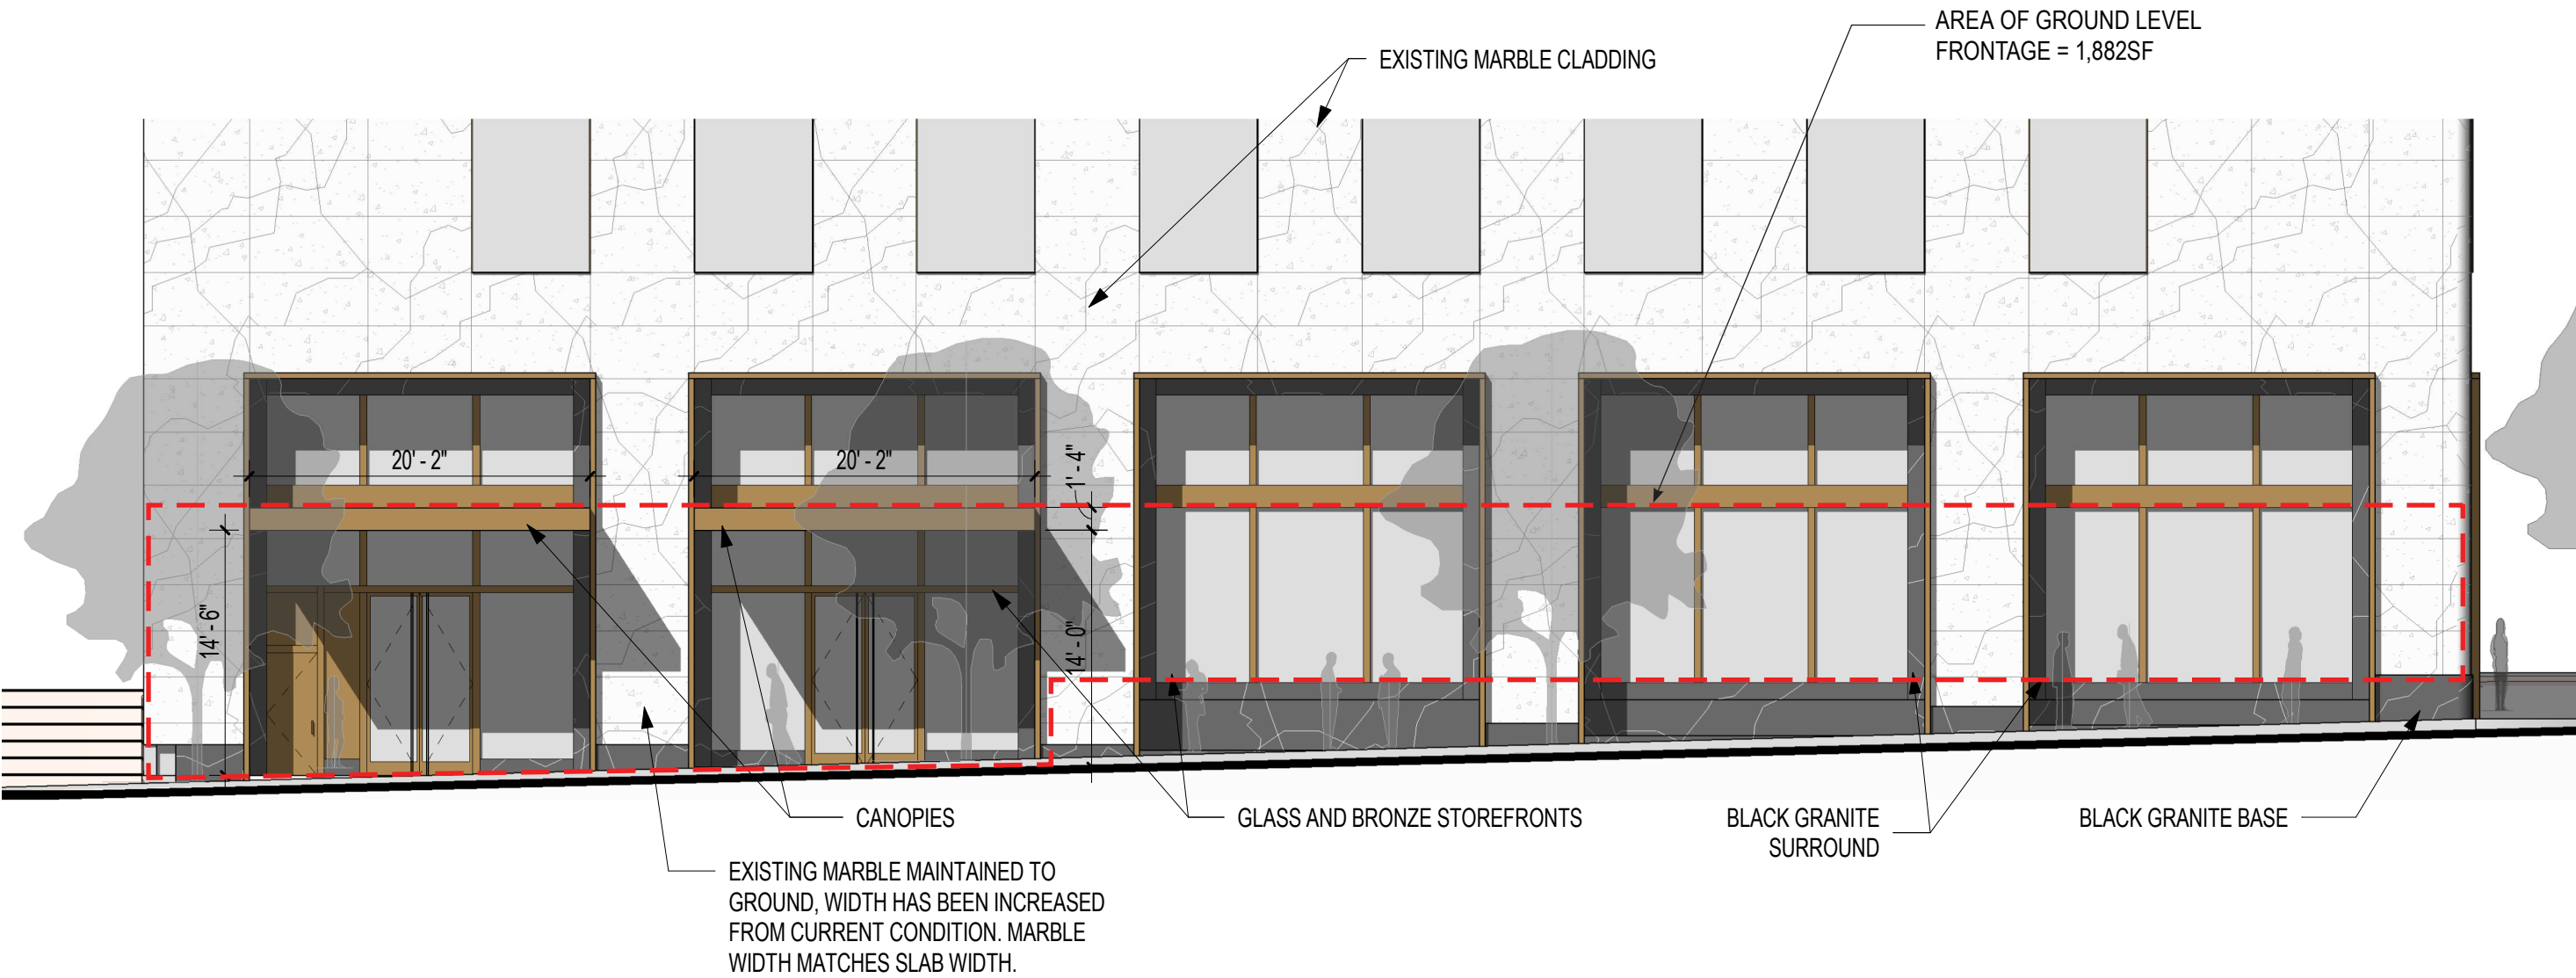 AREA OF GROUND LEVEL
FRONTAGE = 1,882SF
EXISTING MARBLE CLADDING
20' - 2"
20' - 2"
1' - 4"
14' - 6"
14' - 0"
CANOPIES
GLASS AND BRONZE STOREFRONTS
BLACK GRANITE
SURROUND
BLACK GRANITE BASE
EXISTING MARBLE MAINTAINED TO
GROUND, WIDTH HAS BEEN INCREASED
FROM CURRENT CONDITION. MARBLE
WIDTH MATCHES SLAB WIDTH.